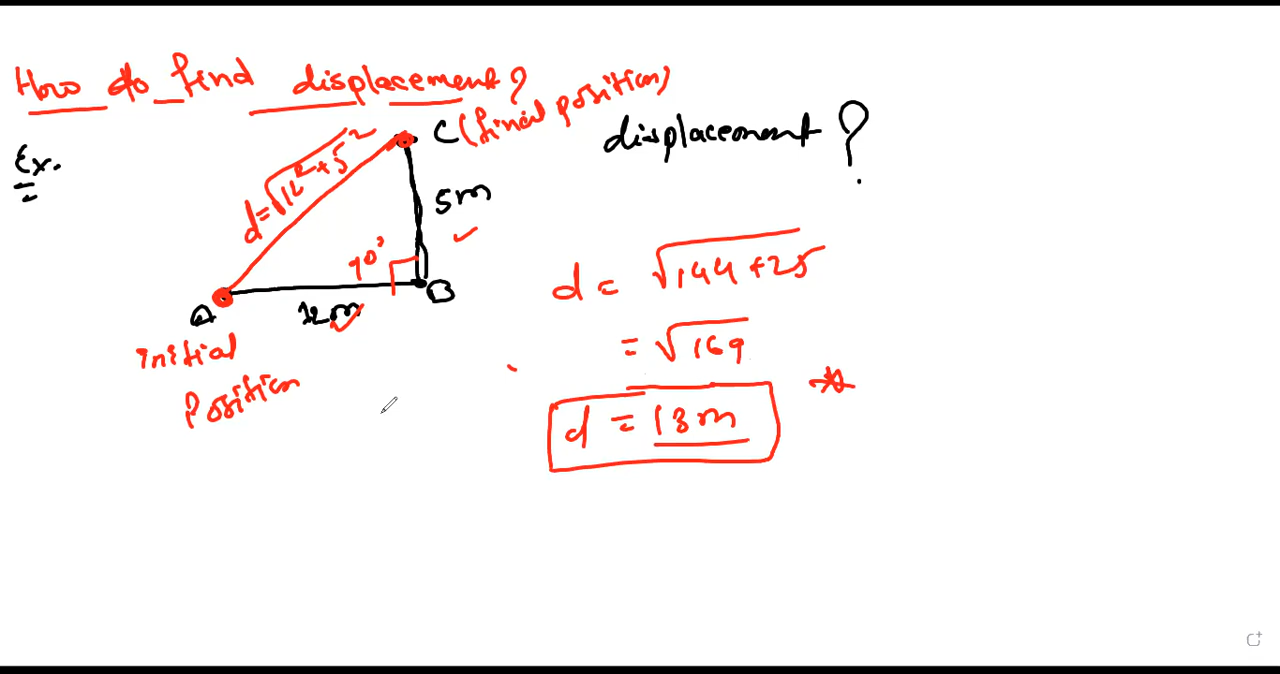 How to find displacement?
Ex.
C (final position)
displacement?
d=√12²+5²
5m
90°
A
12m
B
initial
position
d = √144+25
= √169
d = 13m